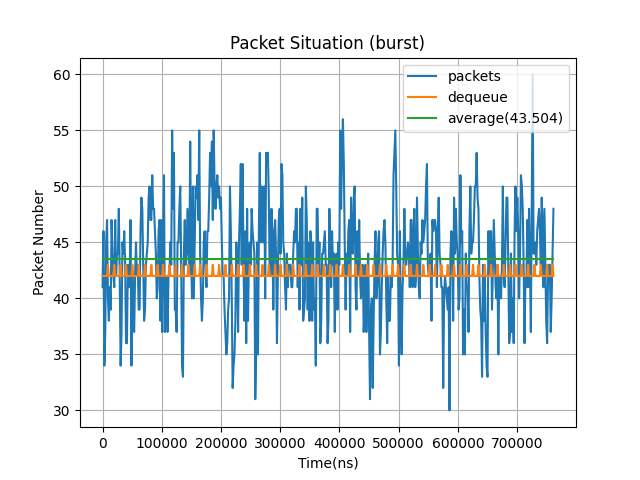 Packet Situation (burst)
packets
dequeue
average(43.504)
Packet Number
60
55
50
45
40
35
30
0
100000
200000
300000
400000
500000
600000
700000
Time(ns)